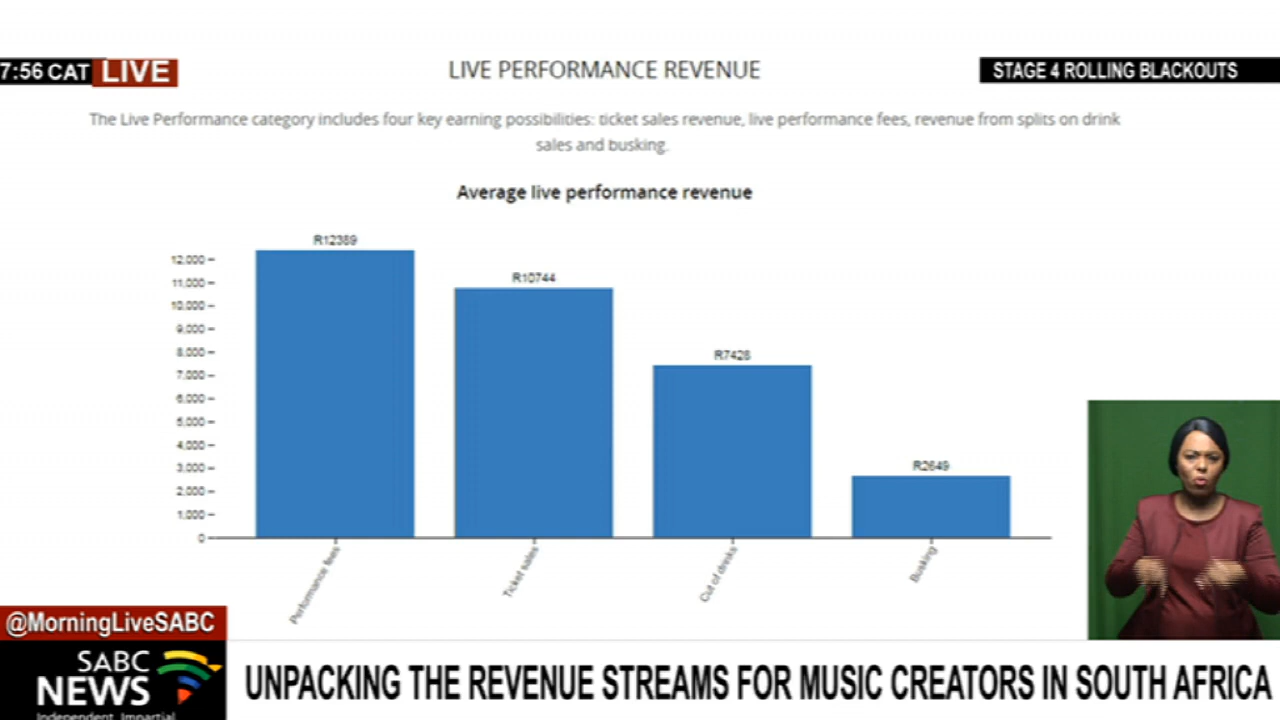 7:56 CAT LIVE
STAGE 4 ROLLING BLACKOUTS
LIVE PERFORMANCE REVENUE
The Live Performance category includes four key earning possibilities: ticket sales revenue, live performance fees, revenue from splits on drink
sales and busking.
Average live performance revenue
R12389
R10744
R7428
R2649
12,000
11,000
10,000
9,000
8,000
7,000
6,000
5,000
4,000
3,000
2,000
1,000
0
Performance fees
Ticket sales
Cut of drinks
Busking
@MorningLiveSABC
SABC
NEWS
Independent. Impartial
UNPACKING THE REVENUE STREAMS FOR MUSIC CREATORS IN SOUTH AFRICA